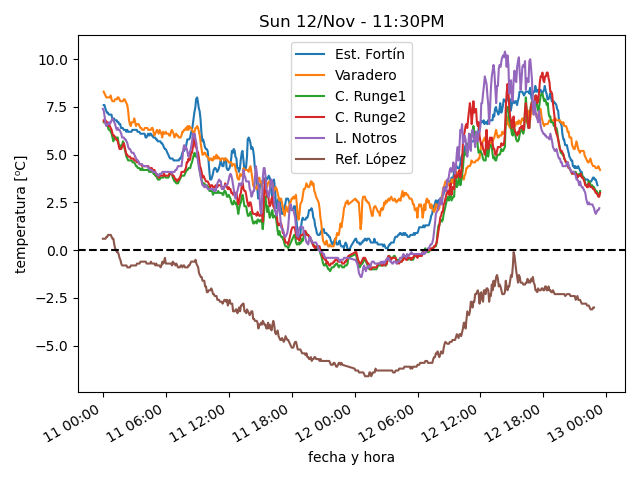 Sun 12/Nov - 11:30PM
Est. Fortín
Varadero
C. Runge1
C. Runge2
L. Notros
Ref. López
temperatura [ºC]
10.0
7.5
5.0
2.5
0.0
−2.5
−5.0
11 00:00
11 06:00
11 12:00
11 18:00
12 00:00
12 06:00
12 12:00
12 18:00
13 00:00
fecha y hora